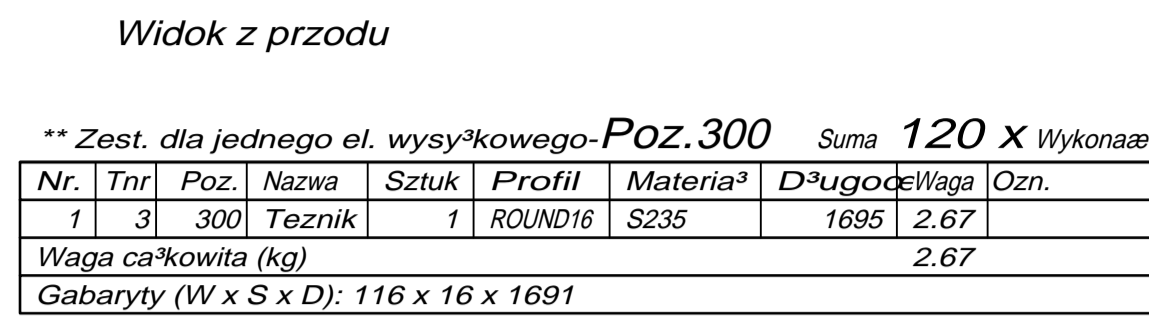 Widok z przodu
** Zest. dla jednego el. wysy³kowego-Poz.300 Suma 120 x Wykonaæ
Nr. Tnr Poz. Nazwa Sztuk Profil Materia³ D³ugoœ Waga Ozn.
1 3 300 Teznik 1 ROUND16 S235 1695 2.67
Waga ca³kowita (kg) 2.67
Gabaryty (W x S x D): 116 x 16 x 1691